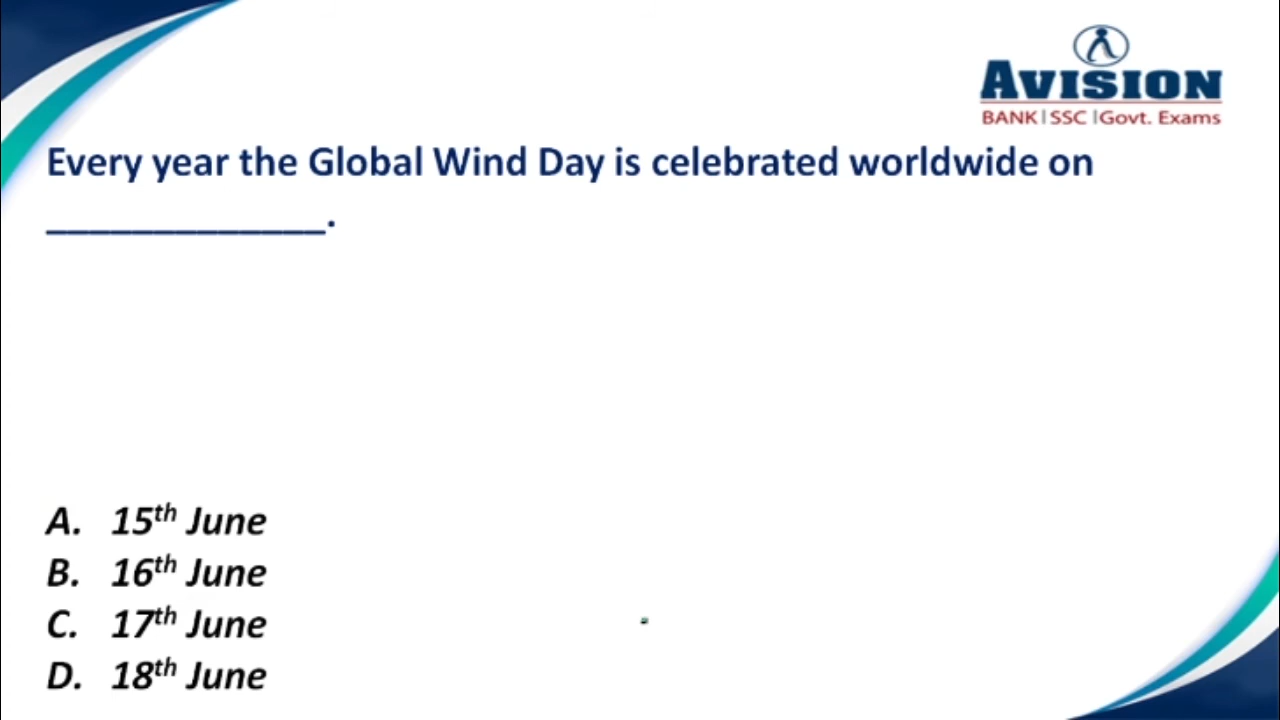 AVISION
BANK | SSC | Govt. Exams
Every year the Global Wind Day is celebrated worldwide on
_____________.
A. 15th June
B. 16th June
C. 17th June
D. 18th June